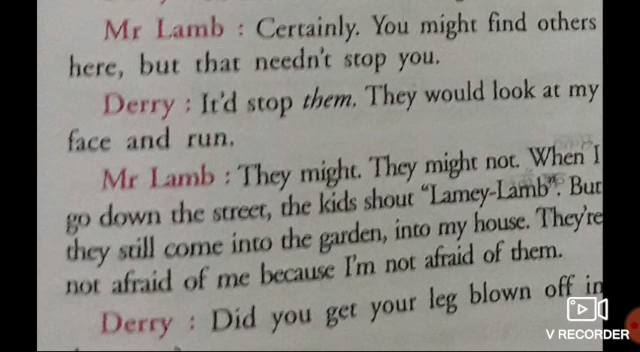 Mr Lamb : Certainly. You might find others
here, but that needn't stop you.
Derry : It'd stop them. They would look at my
face and run.
Mr Lamb : They might. They might not. When I
go down the street, the kids shout "Lamey-Lamb". But
they still come into the garden, into my house. They're
not afraid of me because I'm not afraid of them.
Derry : Did you get your leg blown off in
V RECORDER